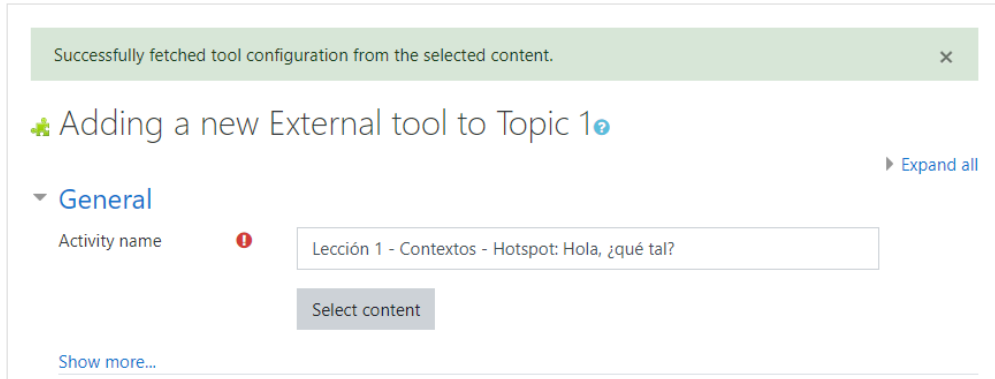 Successfully fetched tool configuration from the selected content. ×
Adding a new External tool to Topic 1
Expand all
General
Activity name
Lección 1 - Contextos - Hotspot: Hola, ¿qué tal?
Select content
Show more...